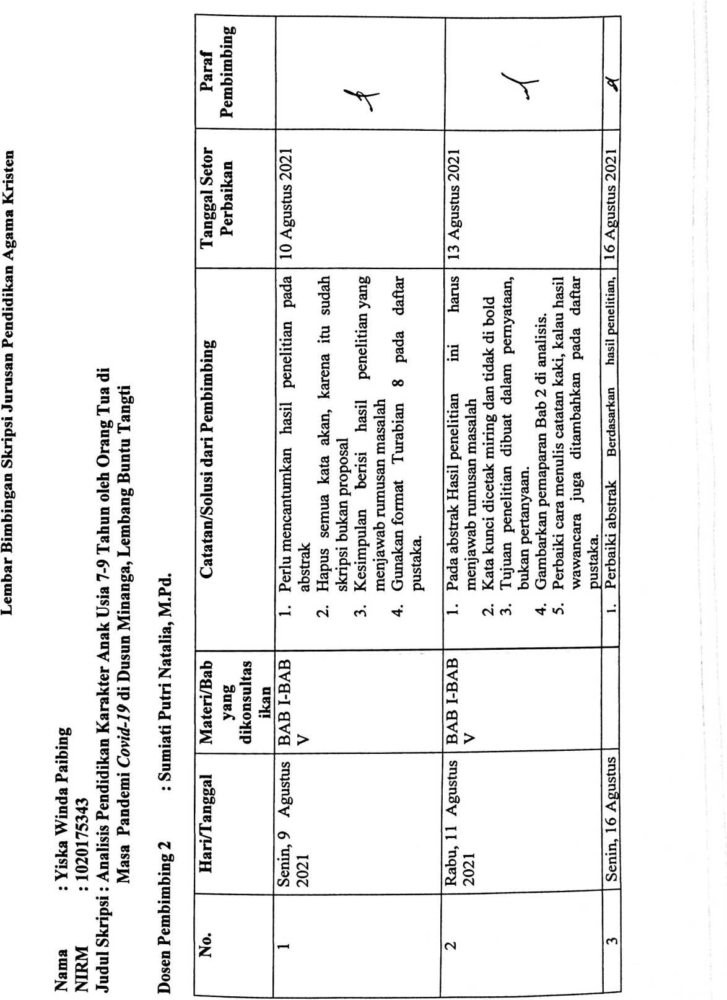 Lembar Bimbingan Skripsi Jurusan Pendidikan Agama Kristen
Nama : Yiska Winda Paibing
NIRM : 1020175343
Judul Skripsi : Analisis Pendidikan Karakter Anak Usia 7-9 Tahun oleh Orang Tua di
Masa Pandemi Covid-19 di Dusun Minanga, Lembang Buntu Tangti
Dosen Pembimbing 2 : Sumiati Putri Natalia, M.Pd.
No.
Hari/Tanggal
Materi/Bab
yang
dikonsultas
ikan
Catatan/Solusi dari Pembimbing
Tanggal Setor
Perbaikan
Paraf
Pembimbing
1
Senin, 9 Agustus
2021
BAB I-BAB
V
1. Perlu mencantumkan hasil penelitian pada
abstrak
2. Hapus semua kata akan, karena itu sudah
skripsi bukan proposal
3. Kesimpulan berisi hasil penelitian yang
menjawab rumusan masalah
4. Gunakan format Turabian 8 pada daftar
pustaka.
10 Agustus 2021
2
Rabu, 11 Agustus
2021
BAB I-BAB
V
1. Pada abstrak Hasil penelitian ini harus
menjawab rumusan masalah
2. Kata kunci dicetak miring dan tidak di bold
3. Tujuan penelitian dibuat dalam pernyataan,
bukan pertanyaan.
4. Gambarkan pemaparan Bab 2 di analisis.
5. Perbaiki cara menulis catatan kaki, kalau hasil
wawancara juga ditambahkan pada daftar
pustaka.
13 Agustus 2021
3
Senin, 16 Agustus
1. Perbaiki abstrak Berdasarkan hasil penelitian,
16 Agustus 2021